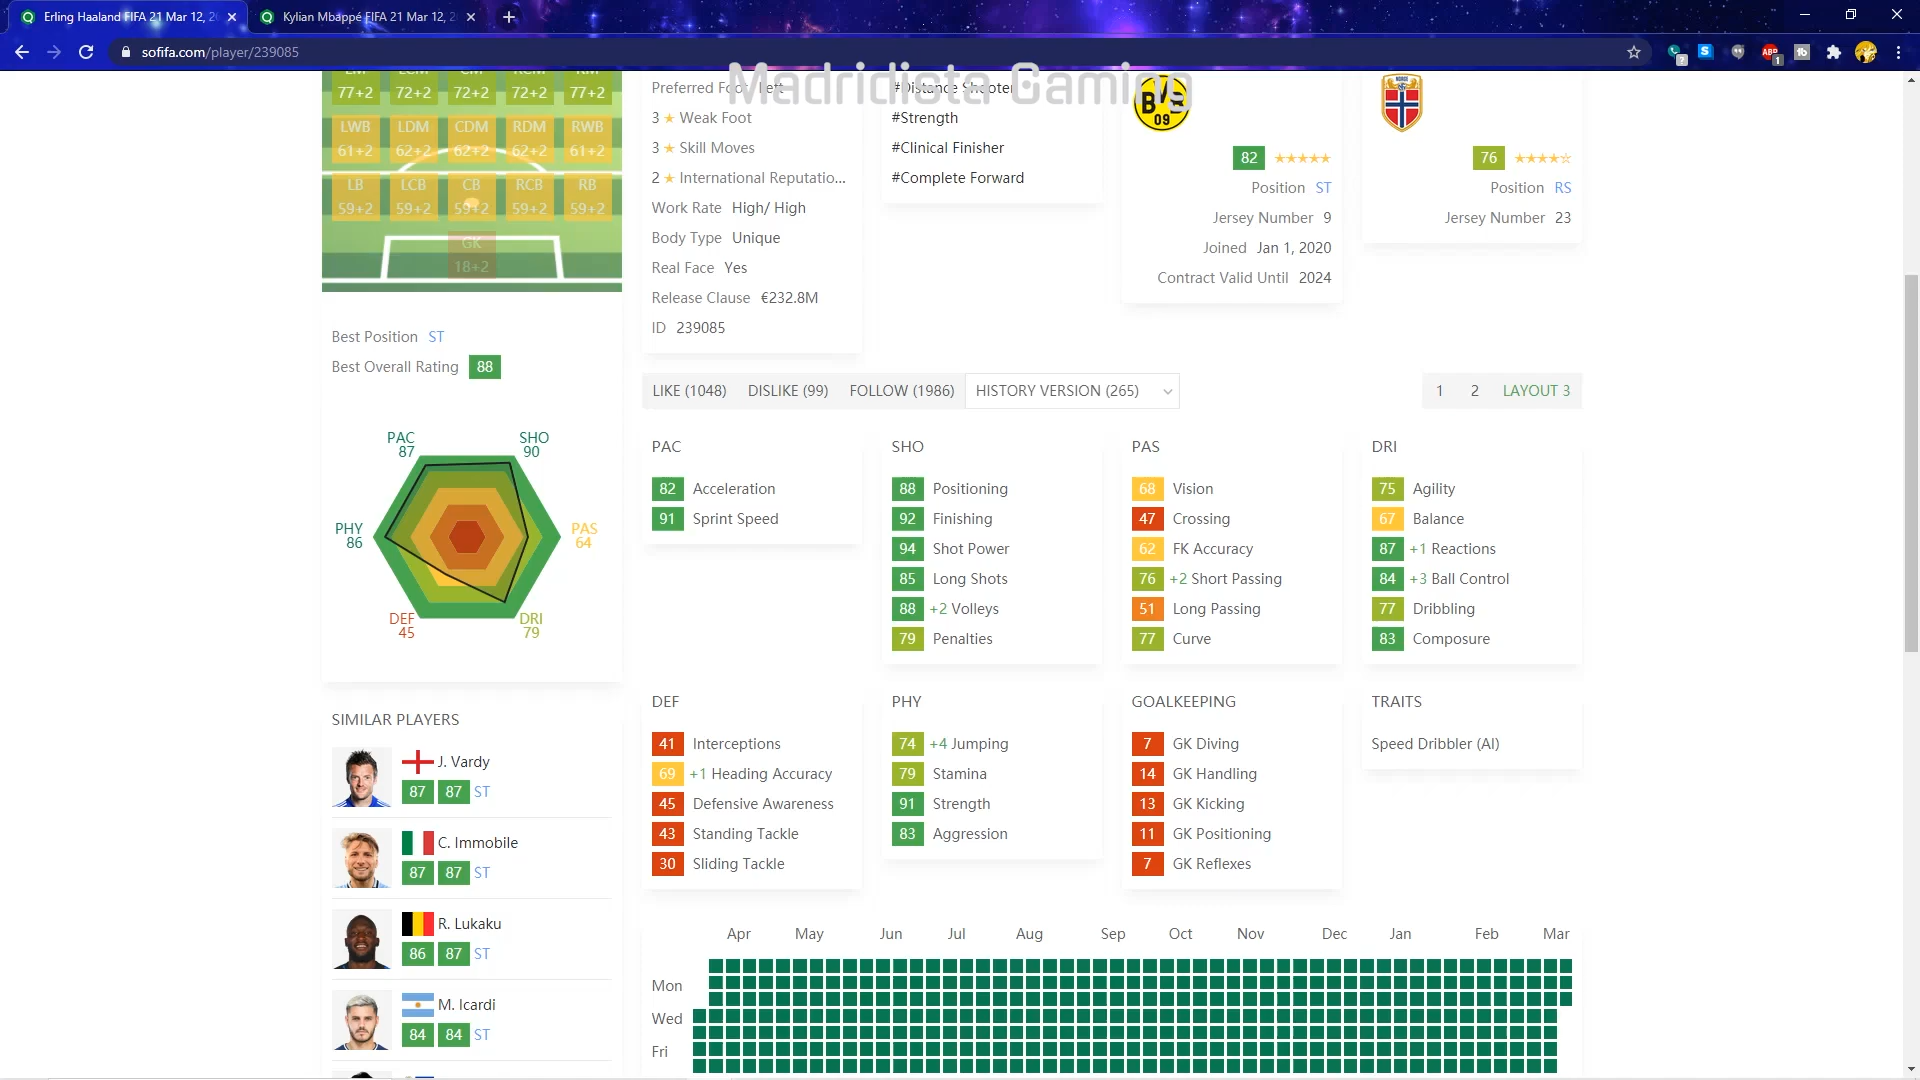 Erling Haaland FIFA 21 Mar 12, 2
Kylian Mbappé FIFA 21 Mar 12, 2
sofifa.com/player/239085
Madridista Gaming
77+2 72+2 72+2 72+2 77+2
LWB LDM CDM RDM RWB
61+2 62+2 62+2 62+2 61+2
LB LCB CB RCB RB
59+2 59+2 59+2 59+2 59+2
GK
18+2
Best Position ST
Best Overall Rating 88
PAC 87
SHO 90
PHY 86
PAS 64
DEF 45
DRI 79
Preferred Foot Left
3 ★ Weak Foot
3 ★ Skill Moves
2 ★ International Reputatio...
Work Rate High/ High
Body Type Unique
Real Face Yes
Release Clause €232.8M
ID 239085
#Distance Shooter
#Strength
#Clinical Finisher
#Complete Forward
BVB
09
82 ★★★★★
Position ST
Jersey Number 9
Joined Jan 1, 2020
Contract Valid Until 2024
NORGE
76 ★★★★☆
Position RS
Jersey Number 23
LIKE (1048) DISLIKE (99) FOLLOW (1986) HISTORY VERSION (265)
1 2 LAYOUT 3
PAC
82 Acceleration
91 Sprint Speed
SHO
88 Positioning
92 Finishing
94 Shot Power
85 Long Shots
88 +2 Volleys
79 Penalties
PAS
68 Vision
47 Crossing
62 FK Accuracy
76 +2 Short Passing
51 Long Passing
77 Curve
DRI
75 Agility
67 Balance
87 +1 Reactions
84 +3 Ball Control
77 Dribbling
83 Composure
DEF
41 Interceptions
69 +1 Heading Accuracy
45 Defensive Awareness
43 Standing Tackle
30 Sliding Tackle
PHY
74 +4 Jumping
79 Stamina
91 Strength
83 Aggression
GOALKEEPING
7 GK Diving
14 GK Handling
13 GK Kicking
11 GK Positioning
7 GK Reflexes
TRAITS
Speed Dribbler (AI)
SIMILAR PLAYERS
J. Vardy
87 87 ST
C. Immobile
87 87 ST
R. Lukaku
86 87 ST
M. Icardi
84 84 ST
Apr May Jun Jul Aug Sep Oct Nov Dec Jan Feb Mar
Mon
Wed
Fri